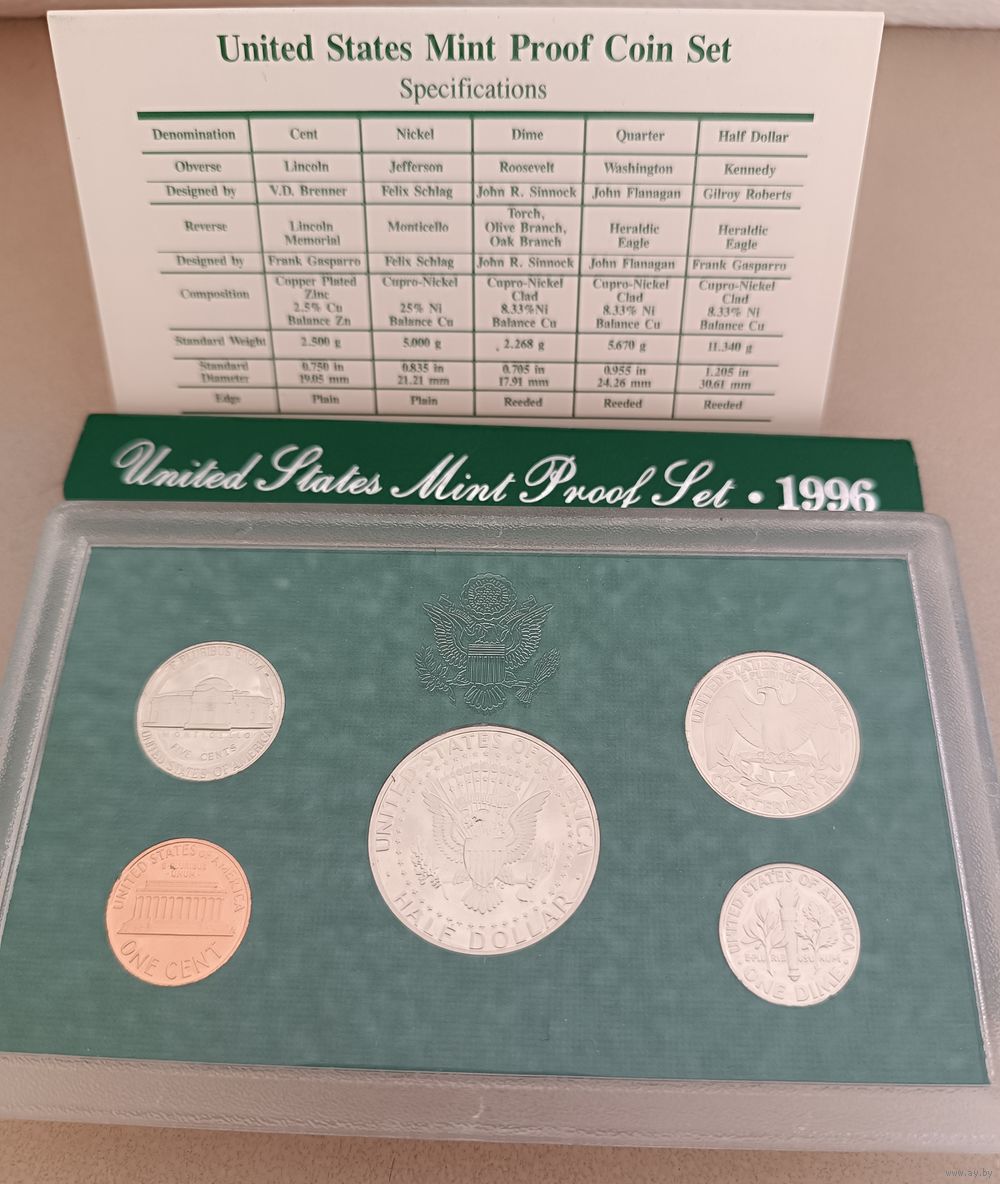 United States Mint Proof Coin Set
Specifications
Denomination Cent Nickel Dime Quarter Half Dollar
Obverse Lincoln Jefferson Roosevelt Washington Kennedy
Designed by V.D. Brenner Felix Schlag John R. Sinnock John Flanagan Gilroy Roberts
Reverse Lincoln Memorial Monticello Torch, Olive Branch, Oak Branch Heraldic Eagle Heraldic Eagle
Designed by Frank Gasparro Felix Schlag John R. Sinnock John Flanagan Frank Gasparro
Composition Copper Plated Zinc 2.5% Cu Balance Zn Cupro-Nickel 25% Ni Balance Cu Cupro-Nickel Clad 8.33%Ni Balance Cu Cupro-Nickel Clad 8.33% Ni Balance Cu Cupro-Nickel Clad 8.33% Ni Balance Cu
Standard Weight 2.500 g 5.000 g 2.268 g 5.670 g 11.340 g
Standard Diameter 0.750 in 19.05 mm 0.835 in 21.21 mm 0.705 in 17.91 mm 0.955 in 24.26 mm 1.205 in 30.61 mm
Edge Plain Plain Reeded Reeded Reeded
United States Mint Proof Set • 1996
E PLURIBUS UNUM
MONTICELLO
FIVE CENTS
UNITED STATES OF AMERICA
UNITED STATES OF AMERICA
E PLURIBUS
QUARTER DOLLAR
UNITED STATES OF AMERICA
HALF DOLLAR
UNITED STATES OF AMERICA
E PLURIBUS
UNUM
ONE CENT
UNITED STATES OF AMERICA
E PLURIBUS UNUM
ONE DIME
www.ay.by